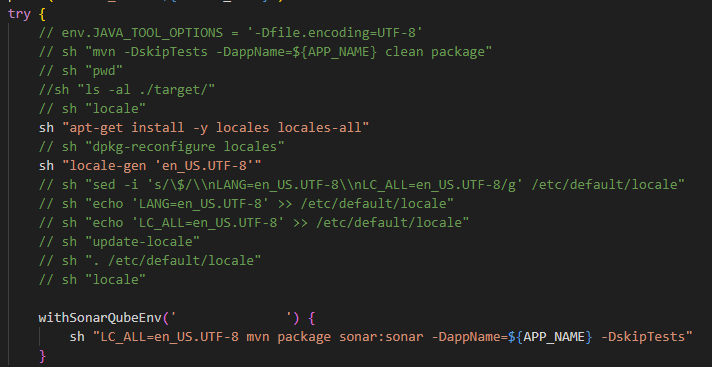 try {
// env.JAVA_TOOL_OPTIONS = '-Dfile.encoding=UTF-8'
// sh "mvn -DskipTests -DappName=${APP_NAME} clean package"
// sh "pwd"
//sh "ls -al ./target/"
// sh "locale"
sh "apt-get install -y locales locales-all"
// sh "dpkg-reconfigure locales"
sh "locale-gen 'en_US.UTF-8'"
// sh "sed -i 's/\$/\\nLANG=en_US.UTF-8\\nLC_ALL=en_US.UTF-8/g' /etc/default/locale"
// sh "echo 'LANG=en_US.UTF-8' >> /etc/default/locale"
// sh "echo 'LC_ALL=en_US.UTF-8' >> /etc/default/locale"
// sh "update-locale"
// sh ". /etc/default/locale"
// sh "locale"
withSonarQubeEnv(' ') {
sh "LC_ALL=en_US.UTF-8 mvn package sonar:sonar -DappName=${APP_NAME} -DskipTests"
}